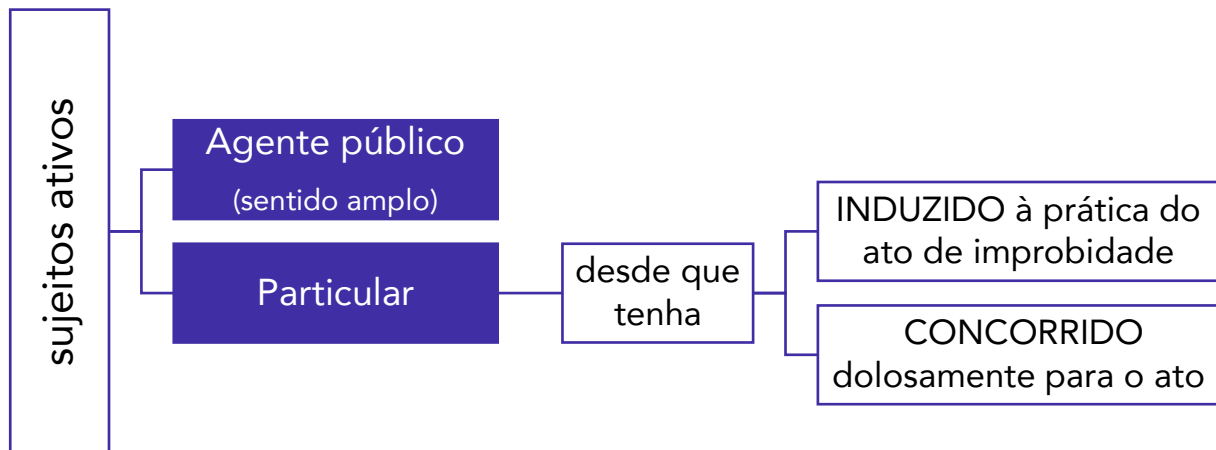 sujeitos ativos
Agente público
(sentido amplo)
Particular
desde que
tenha
INDUZIDO à prática do
ato de improbidade
CONCORRIDO
dolosamente para o ato